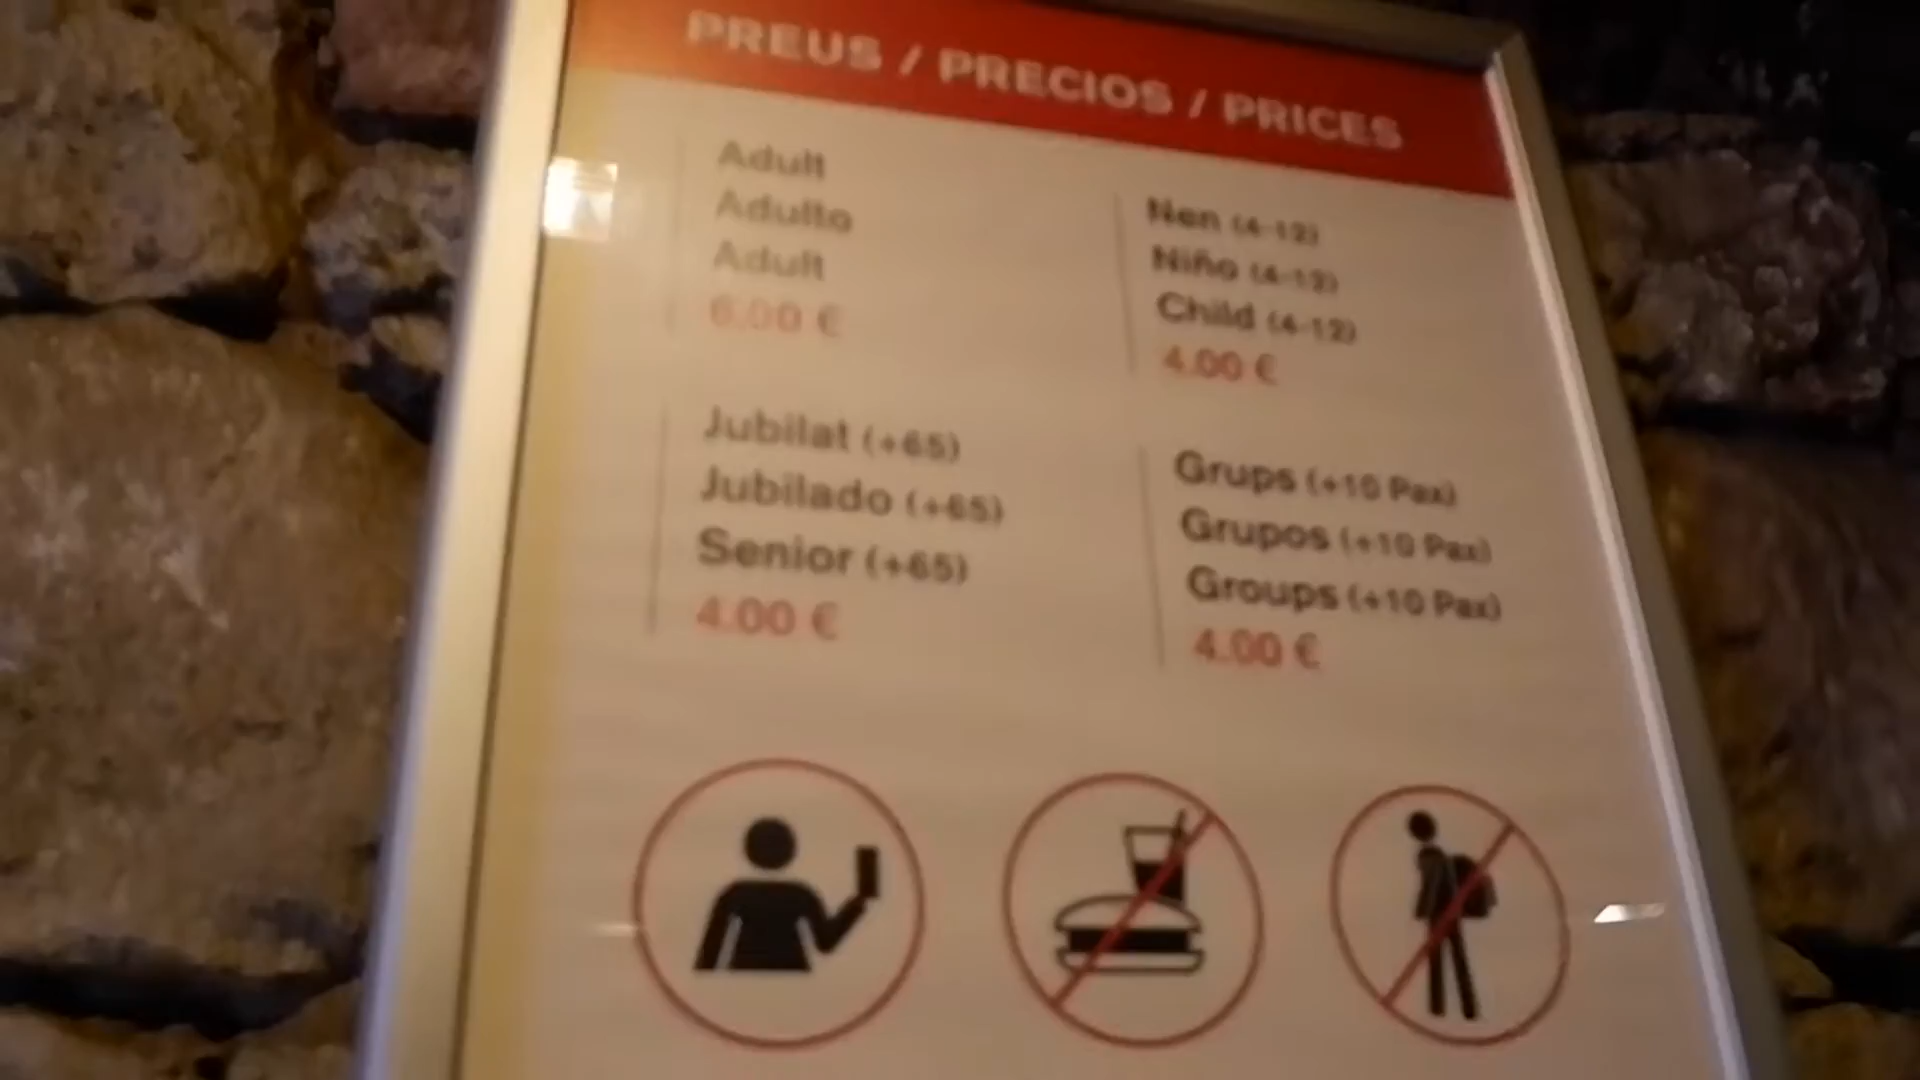 PREUS / PRECIOS / PRICES
Adult
Adulto
Adult
6.00 €
Nen (4-12)
Niño (4-12)
Child (4-12)
4.00 €
Jubilat (+65)
Jubilado (+65)
Senior (+65)
4.00 €
Grups (+10 Pax)
Grupos (+10 Pax)
Groups (+10 Pax)
4.00 €